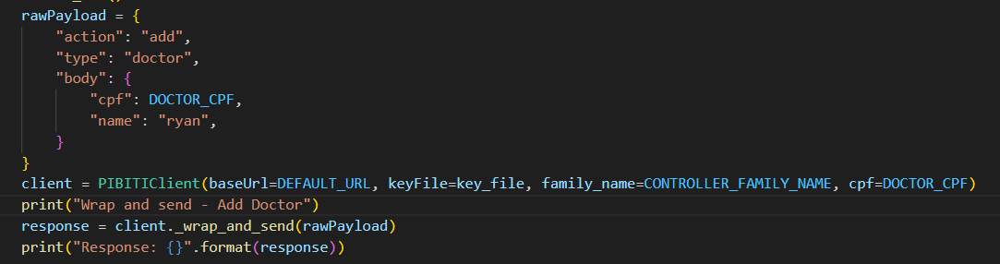 rawPayload = {
    "action": "add",
    "type": "doctor",
    "body": {
        "cpf": DOCTOR_CPF,
        "name": "ryan",
    }
}
client = PIBITIClient(baseUrl=DEFAULT_URL, keyFile=key_file, family_name=CONTROLLER_FAMILY_NAME, cpf=DOCTOR_CPF)
print("Wrap and send - Add Doctor")
response = client._wrap_and_send(rawPayload)
print("Response: {}".format(response))